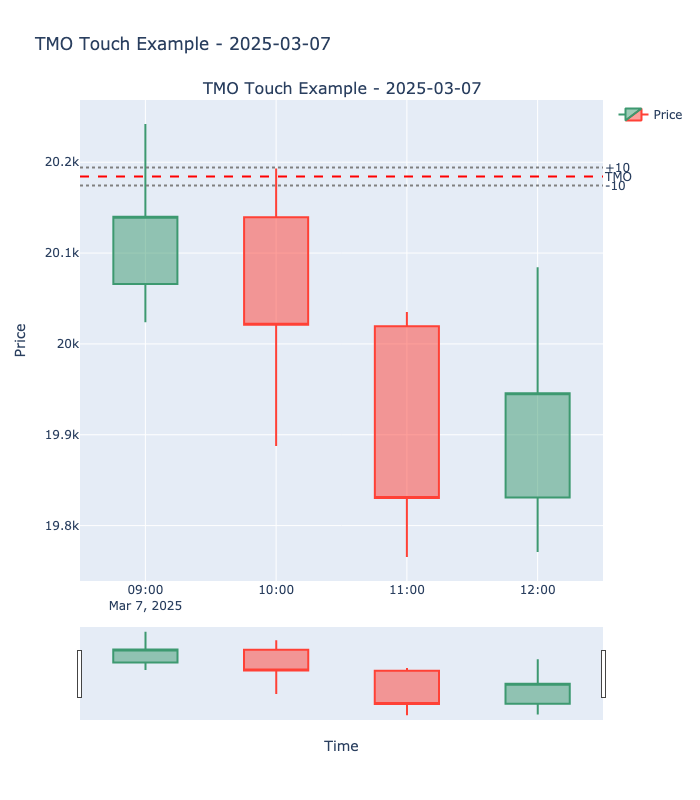 TMO Touch Example - 2025-03-07
TMO Touch Example - 2025-03-07
Price
+10
TMO
-10
20.2k
20.1k
20k
19.9k
19.8k
Price
09:00
10:00
11:00
12:00
Mar 7, 2025
Time